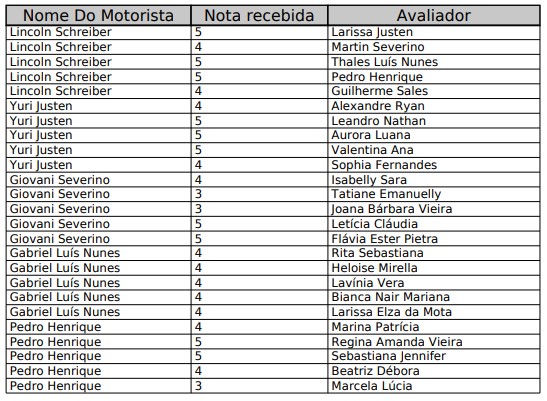 Nome Do Motorista Nota recebida Avaliador
Lincoln Schreiber 5 Larissa Justen
Lincoln Schreiber 4 Martin Severino
Lincoln Schreiber 5 Thales Luís Nunes
Lincoln Schreiber 5 Pedro Henrique
Lincoln Schreiber 4 Guilherme Sales
Yuri Justen 4 Alexandre Ryan
Yuri Justen 5 Leandro Nathan
Yuri Justen 5 Aurora Luana
Yuri Justen 5 Valentina Ana
Yuri Justen 4 Sophia Fernandes
Giovani Severino 4 Isabelly Sara
Giovani Severino 3 Tatiane Emanuelly
Giovani Severino 3 Joana Bárbara Vieira
Giovani Severino 5 Letícia Cláudia
Giovani Severino 5 Flávia Ester Pietra
Gabriel Luís Nunes 4 Rita Sebastiana
Gabriel Luís Nunes 4 Heloise Mirella
Gabriel Luís Nunes 4 Lavínia Vera
Gabriel Luís Nunes 4 Bianca Nair Mariana
Gabriel Luís Nunes 4 Larissa Elza da Mota
Pedro Henrique 4 Marina Patrícia
Pedro Henrique 5 Regina Amanda Vieira
Pedro Henrique 5 Sebastiana Jennifer
Pedro Henrique 4 Beatriz Débora
Pedro Henrique 3 Marcela Lúcia